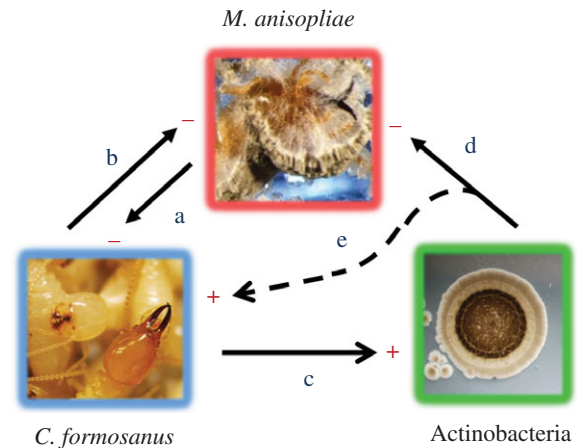 M. anisopliae
–
–
b
d
a
–
e
+
+
c
C. formosanus
Actinobacteria